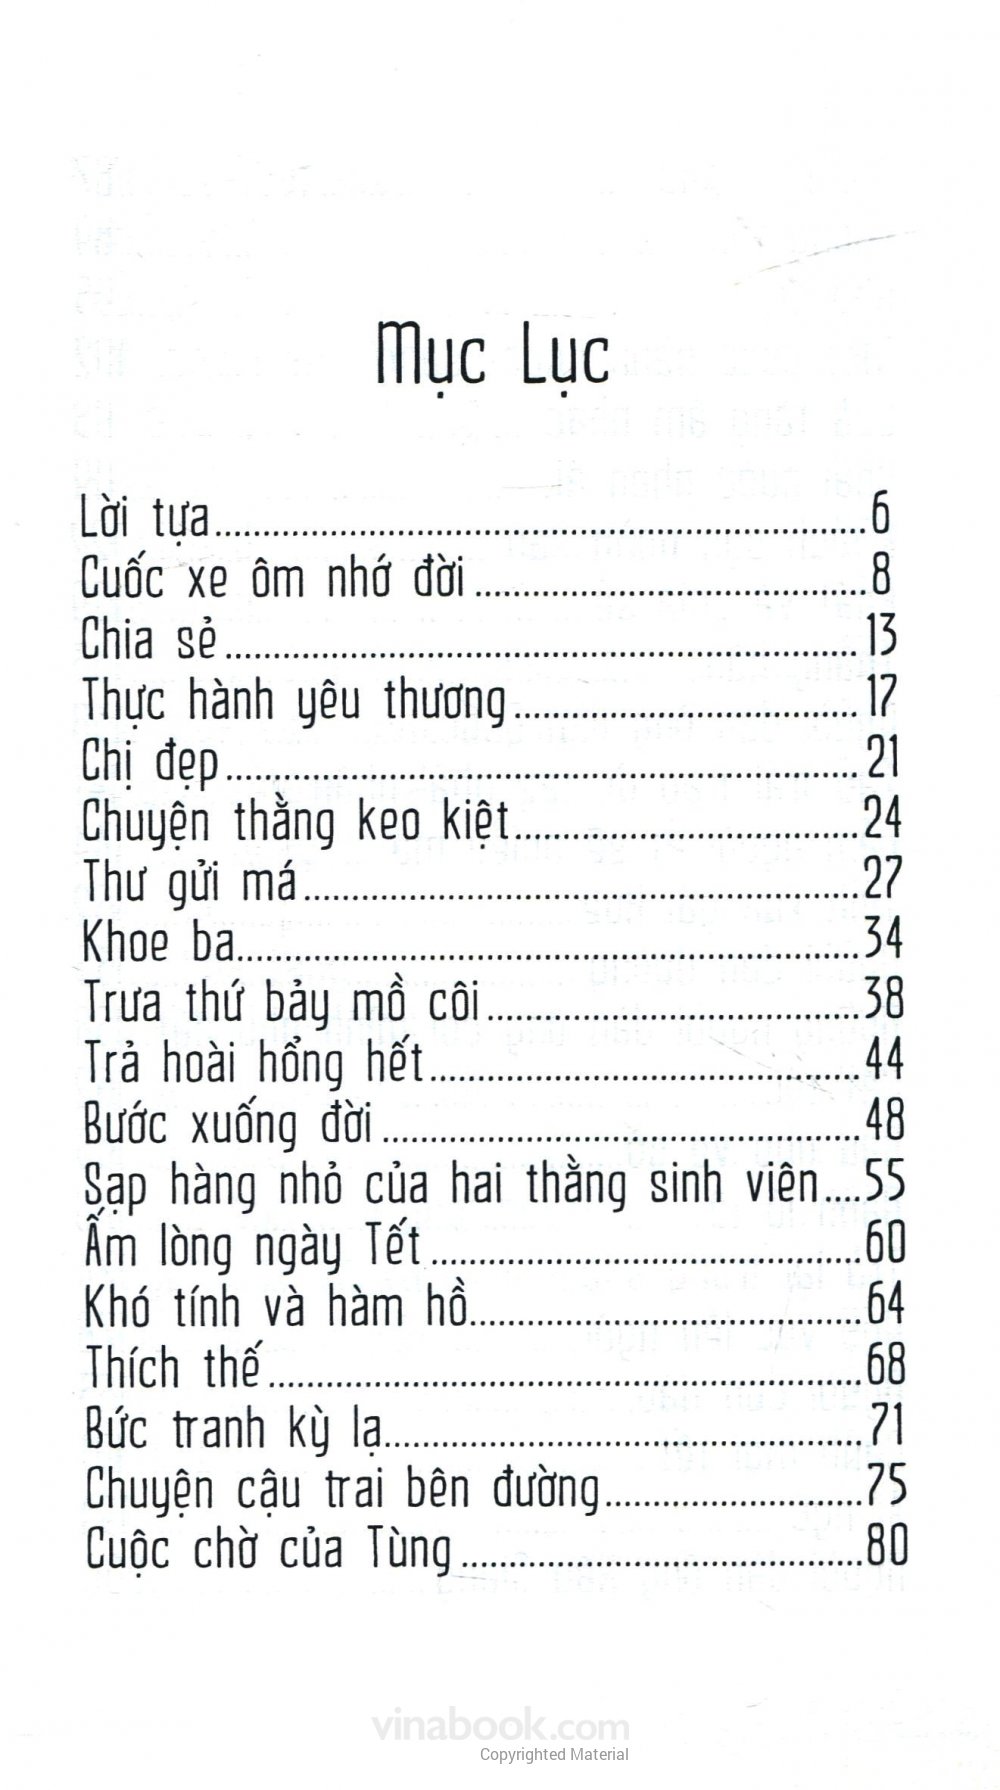 Mục Lục
Lời tựa........6
Cuốc xe ôm nhớ đời........8
Chia sẻ........13
Thực hành yêu thương........17
Chị đẹp........21
Chuyện thằng keo kiệt........24
Thư gửi má........27
Khoe ba........34
Trưa thứ bảy mồ côi........38
Trả hoài hổng hết........44
Bước xuống đời........48
Sạp hàng nhỏ của hai thằng sinh viên....55
Ấm lòng ngày Tết........60
Khó tính và hàm hồ........64
Thích thế........68
Bức tranh kỳ lạ........71
Chuyện cậu trai bên đường........75
Cuộc chờ của Tùng........80
vinabook.com
Copyrighted Material